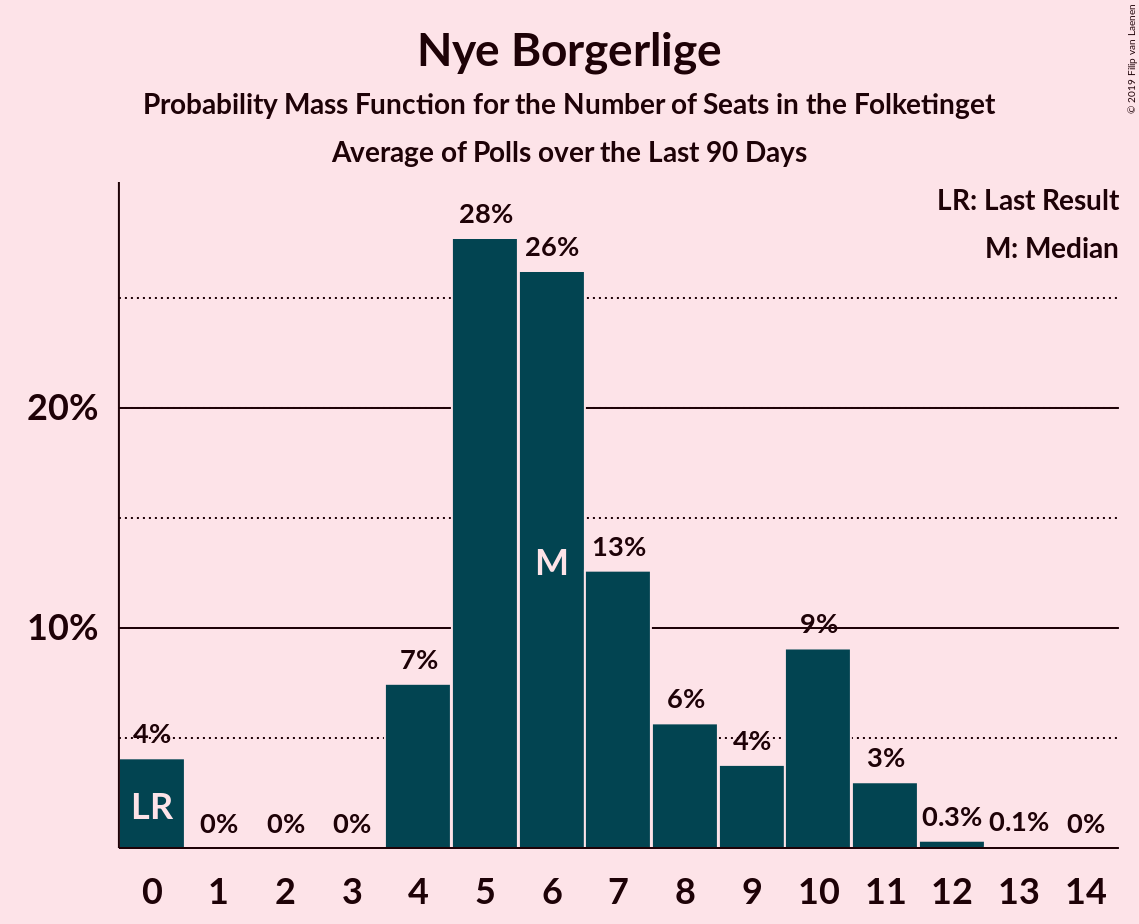 Nye Borgerlige
Probability Mass Function for the Number of Seats in the Folketinget
Average of Polls over the Last 90 Days
© 2019 Filip van Laenen
LR: Last Result
M: Median
28%
26%
20%
13%
M
10%
9%
7%
6%
4%
4%
3%
LR
0%
0%
0%
0.3%
0.1%
0%
0 1 2 3 4 5 6 7 8 9 10 11 12 13 14